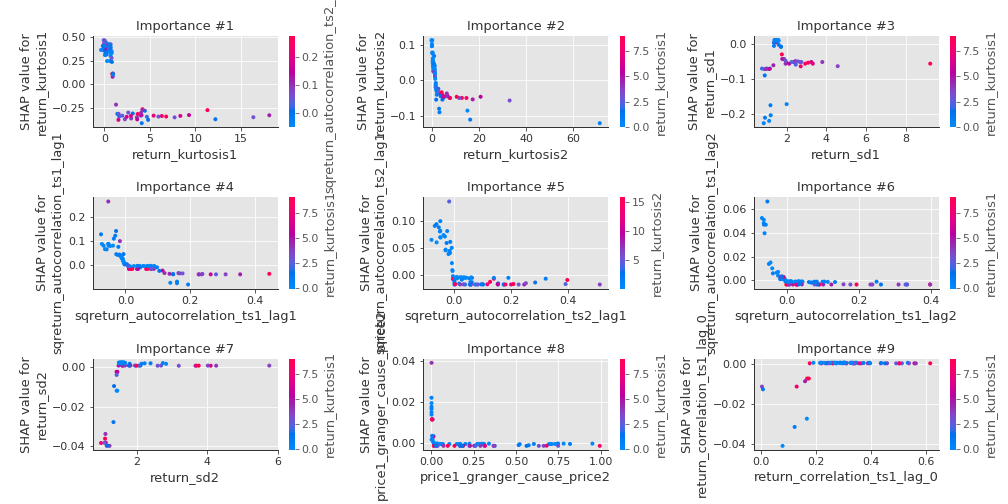 Importance #1
0.50
0.25
0.00
−0.25
0
5
10
15
return_kurtosis1
SHAP value for
return_kurtosis1
0.2
0.1
0.0
Importance #2
0.1
0.0
−0.1
0
20
40
60
return_kurtosis2
SHAP value for
return_kurtosis2
7.5
5.0
2.5
0.0
return_kurtosis1
Importance #3
0.0
−0.1
−0.2
2
4
6
8
return_sd1
SHAP value for
return_sd1
7.5
5.0
2.5
0.0
return_kurtosis1
Importance #4
0.2
0.1
0.0
0.0
0.2
0.4
sqreturn_autocorrelation_ts1_lag1
SHAP value for
sqreturn_autocorrelation_ts1_lag1
7.5
5.0
2.5
0.0
return_kurtosis1
Importance #5
0.10
0.05
0.00
0.0
0.2
0.4
sqreturn_autocorrelation_ts2_lag1
SHAP value for
sqreturn_autocorrelation_ts2_lag1
15
10
5
return_kurtosis2
Importance #6
0.06
0.04
0.02
0.00
0.0
0.2
0.4
sqreturn_autocorrelation_ts1_lag2
SHAP value for
sqreturn_autocorrelation_ts1_lag2
7.5
5.0
2.5
0.0
return_kurtosis1
Importance #7
0.00
−0.02
−0.04
2
4
6
return_sd2
SHAP value for
return_sd2
7.5
5.0
2.5
0.0
return_kurtosis1
Importance #8
0.04
0.02
0.00
0.00
0.25
0.50
0.75
1.00
price1_granger_cause_price2
SHAP value for
price1_granger_cause_price2
7.5
5.0
2.5
0.0
return_kurtosis1
Importance #9
0.00
−0.02
−0.04
0.0
0.2
0.4
0.6
return_correlation_ts1_lag_0
SHAP value for
return_correlation_ts1_lag_0
7.5
5.0
2.5
0.0
return_kurtosis1